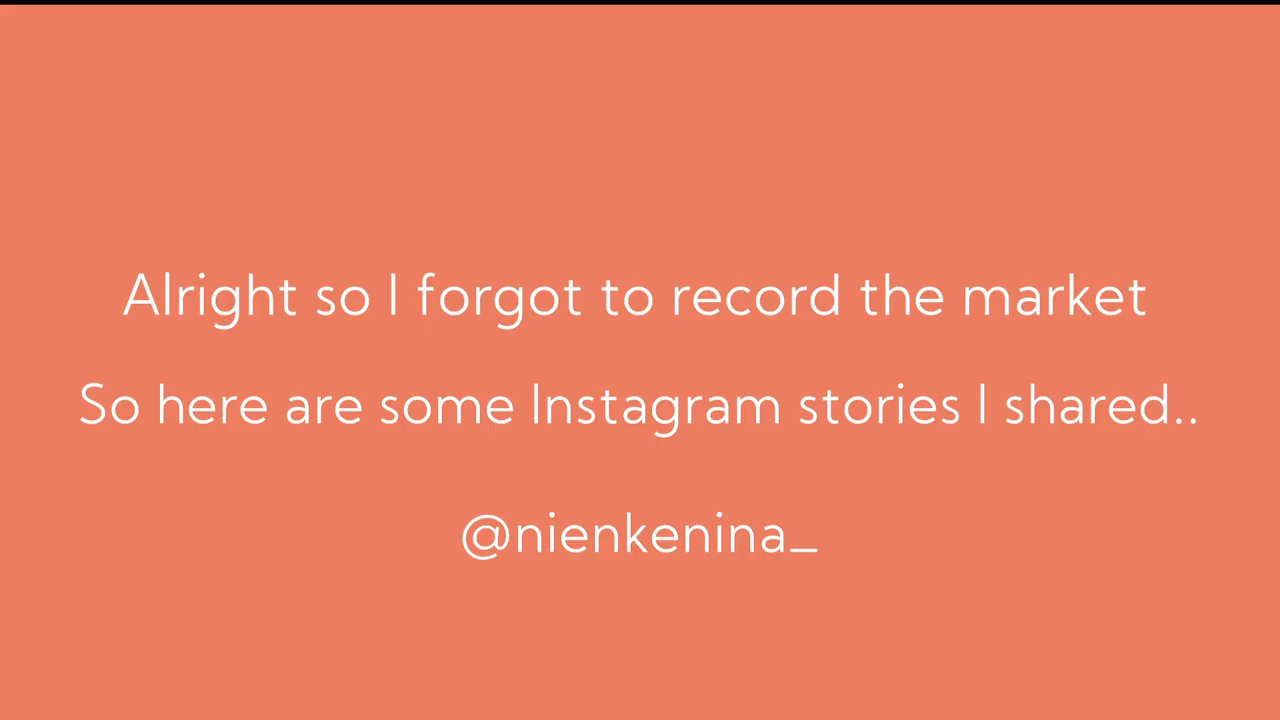 Alright so I forgot to record the market
So here are some Instagram stories I shared..
@nienkenina_